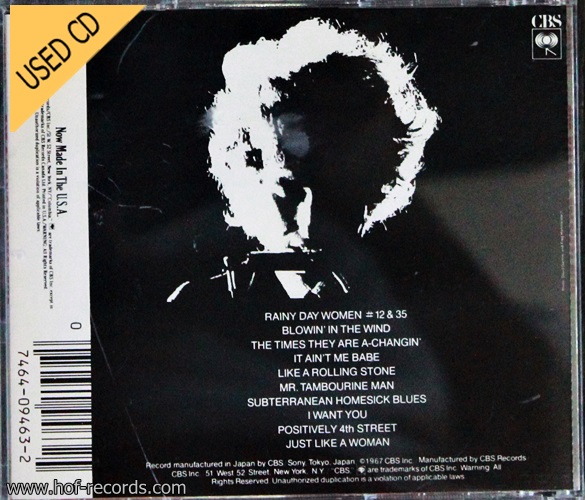 USED CD
CBS
Now Made In The U.S.A.
RAINY DAY WOMEN #12 & 35
BLOWIN' IN THE WIND
THE TIMES THEY ARE A-CHANGIN'
IT AIN'T ME BABE
LIKE A ROLLING STONE
MR. TAMBOURINE MAN
SUBTERRANEAN HOMESICK BLUES
I WANT YOU
POSITIVELY 4th STREET
JUST LIKE A WOMAN
Record manufactured in Japan by CBS Sony, Tokyo, Japan. ©1967 CBS Inc. Manufactured by CBS Records
CBS Inc. 51 West 52 Street, New York, N.Y. "CBS," are trademarks of CBS Inc. Warning: All
Rights Reserved. Unauthorized duplication is a violation of applicable laws.
0
7464-09463-2
www.hof-records.com